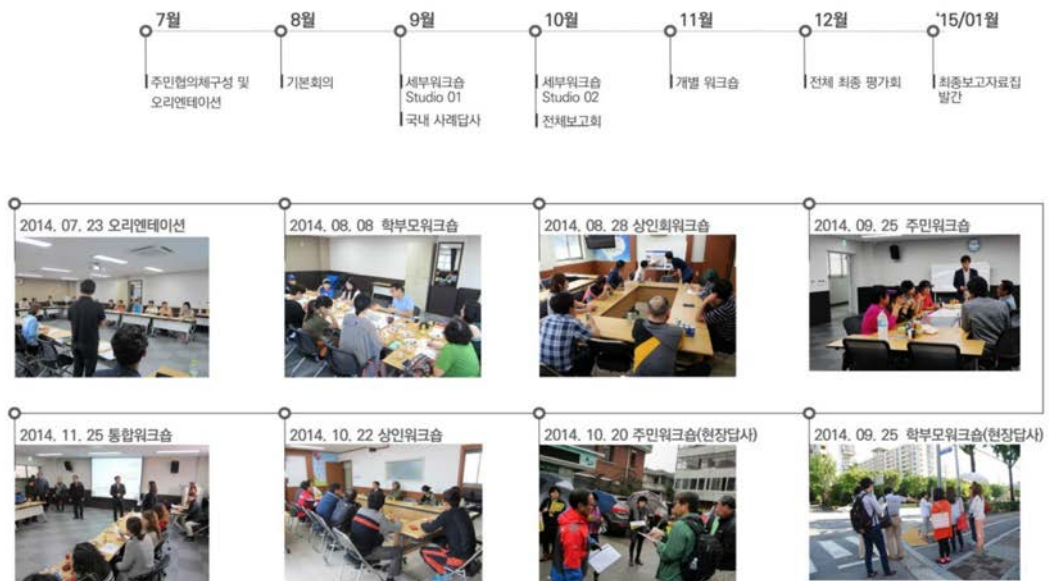 7월
8월
9월
10월
11월
12월
'15/01월
주민협의체구성 및
오리엔테이션
기본회의
세부워크숍
Studio 01
국내 사례답사
세부워크숍
Studio 02
전체보고회
개별 워크숍
전체 최종 평가회
최종보고자료집
발간
2014. 07. 23 오리엔테이션
2014. 08. 08 학부모워크숍
2014. 08. 28 상인회워크숍
2014. 09. 25 주민워크숍
2014. 11. 25 통합워크숍
2014. 10. 22 상인워크숍
2014. 10. 20 주민워크숍(현장답사)
2014. 09. 25 학부모워크숍(현장답사)